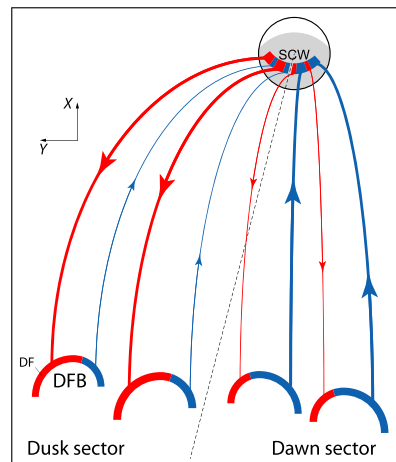 SCW
X
Y
DF
DFB
Dusk sector
Dawn sector